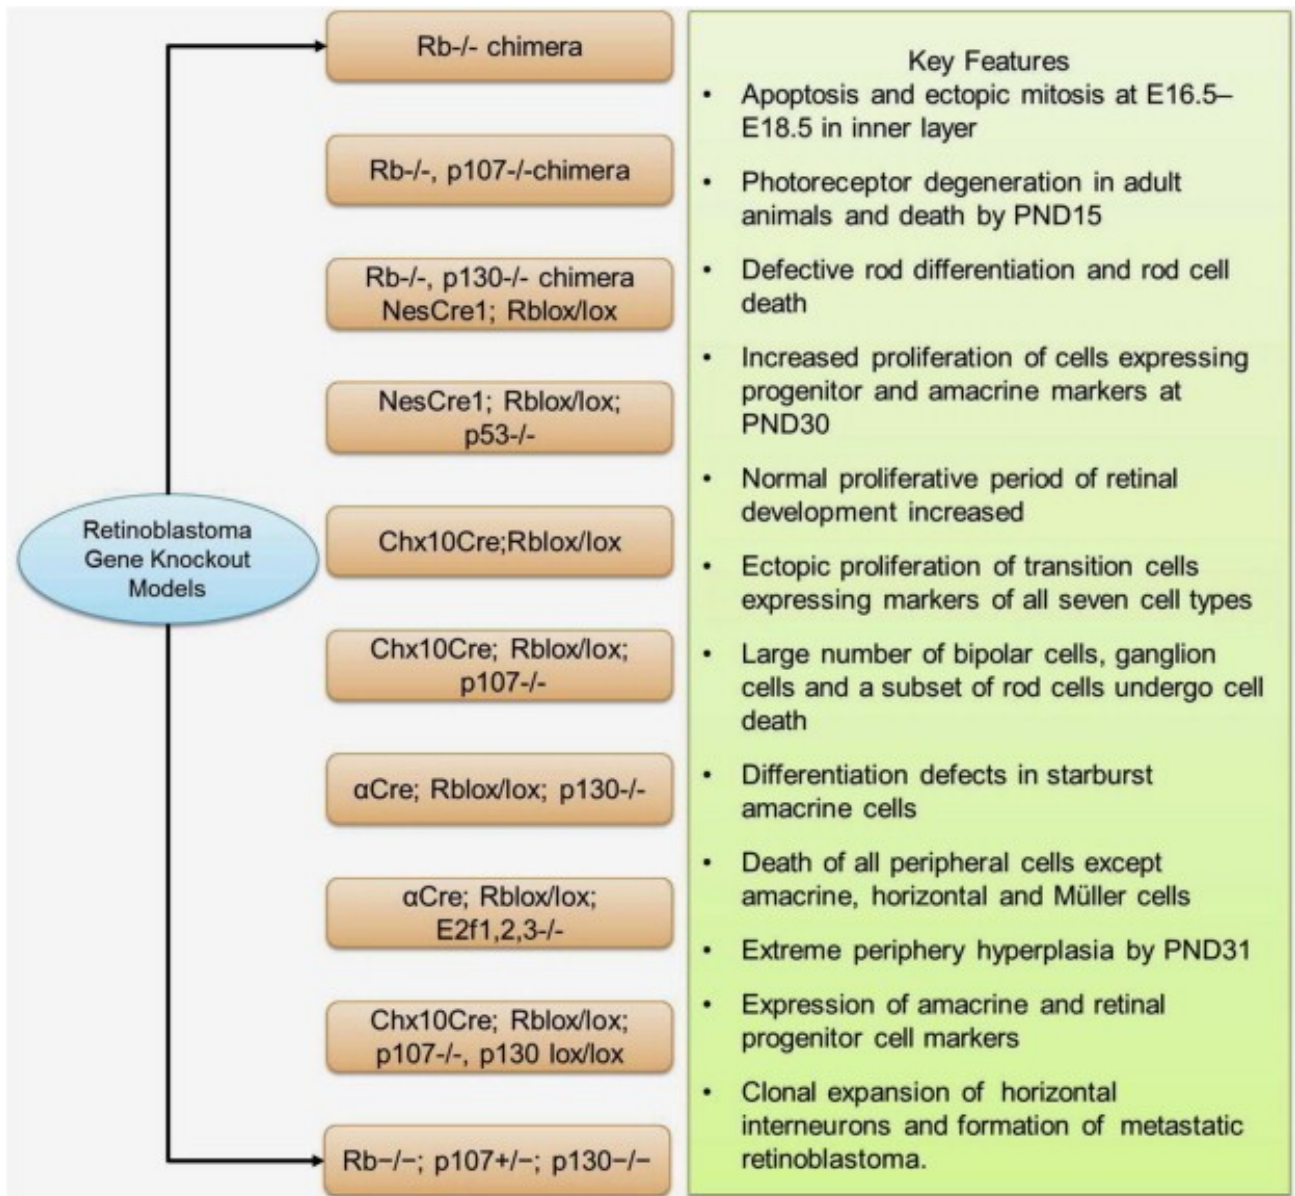 Retinoblastoma
Gene Knockout
Models
Rb-/- chimera
Rb-/-, p107-/-chimera
Rb-/-, p130-/- chimera
NesCre1; Rblox/lox
NesCre1; Rblox/lox;
p53-/-
Chx10Cre;Rblox/lox
Chx10Cre; Rblox/lox;
p107-/-
αCre; Rblox/lox; p130-/-
αCre; Rblox/lox;
E2f1,2,3-/-
Chx10Cre; Rblox/lox;
p107-/-, p130 lox/lox
Rb−/−; p107+/−; p130−/−
Key Features
• Apoptosis and ectopic mitosis at E16.5–
E18.5 in inner layer
• Photoreceptor degeneration in adult
animals and death by PND15
• Defective rod differentiation and rod cell
death
• Increased proliferation of cells expressing
progenitor and amacrine markers at
PND30
• Normal proliferative period of retinal
development increased
• Ectopic proliferation of transition cells
expressing markers of all seven cell types
• Large number of bipolar cells, ganglion
cells and a subset of rod cells undergo cell
death
• Differentiation defects in starburst
amacrine cells
• Death of all peripheral cells except
amacrine, horizontal and Müller cells
• Extreme periphery hyperplasia by PND31
• Expression of amacrine and retinal
progenitor cell markers
• Clonal expansion of horizontal
interneurons and formation of metastatic
retinoblastoma.